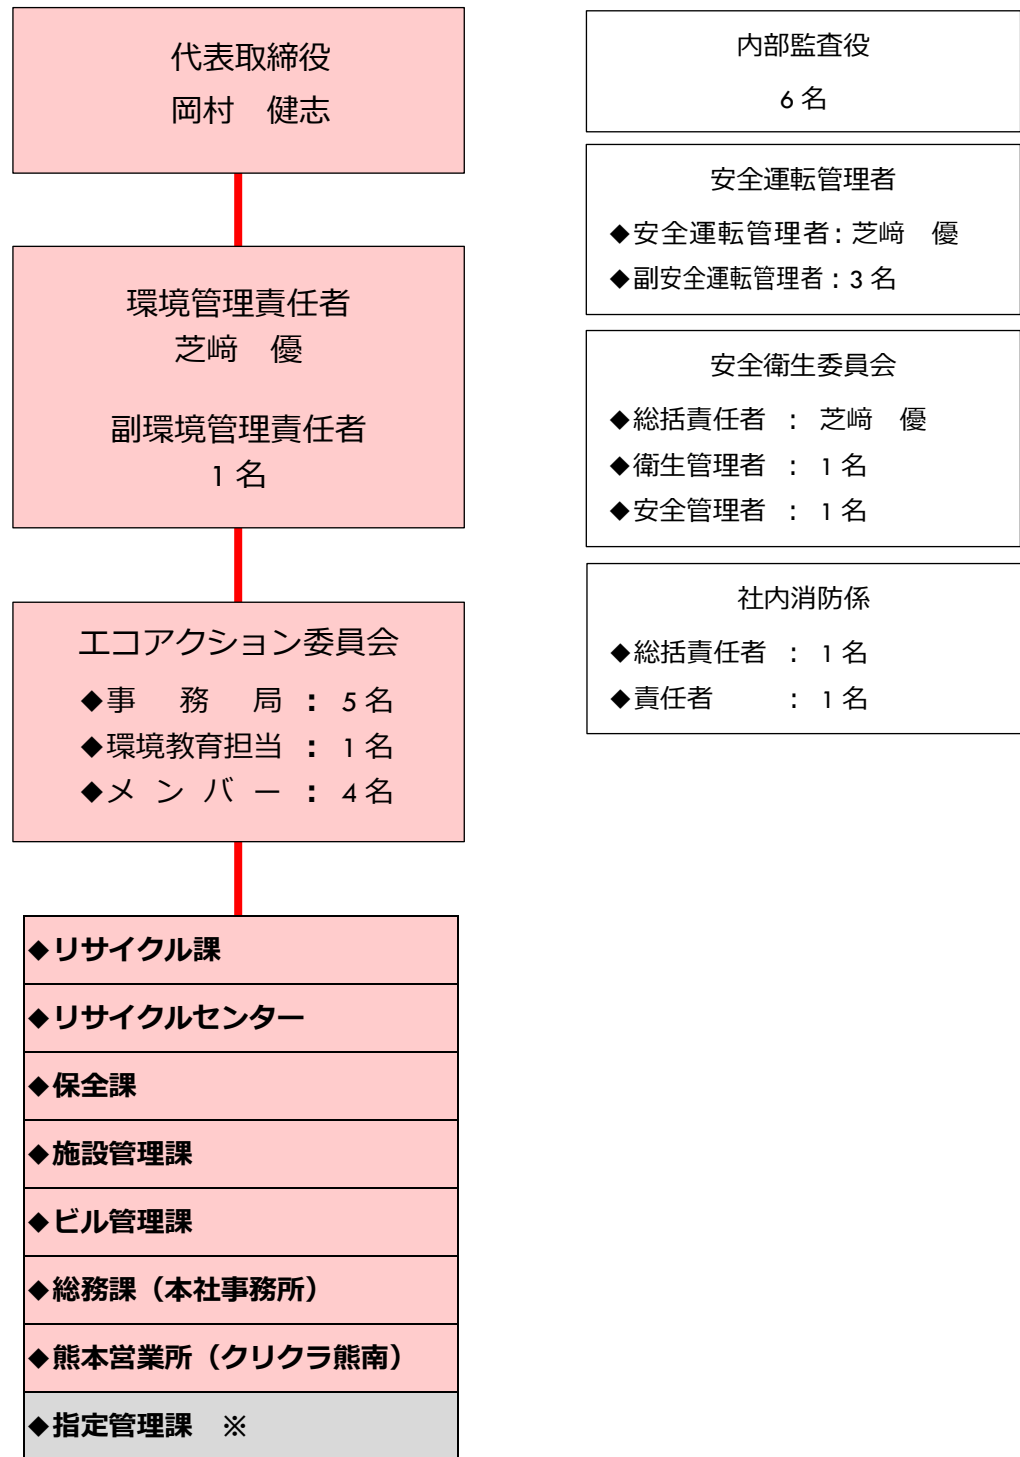 代表取締役
岡村　健志
環境管理責任者
芝﨑　優
副環境管理責任者
1 名
エコアクション委員会
◆事　務　局 ： 5 名
◆環境教育担当 ： 1 名
◆メ ン バ ー ： 4 名
◆リサイクル課
◆リサイクルセンター
◆保全課
◆施設管理課
◆ビル管理課
◆総務課（本社事務所）
◆熊本営業所（クリクラ熊南）
◆指定管理課　※
内部監査役
6 名
安全運転管理者
◆安全運転管理者：芝﨑　優
◆副安全運転管理者：3 名
安全衛生委員会
◆総括責任者 ： 芝﨑　優
◆衛生管理者 ： 1 名
◆安全管理者 ： 1 名
社内消防係
◆総括責任者 ： 1 名
◆責任者　　 ： 1 名